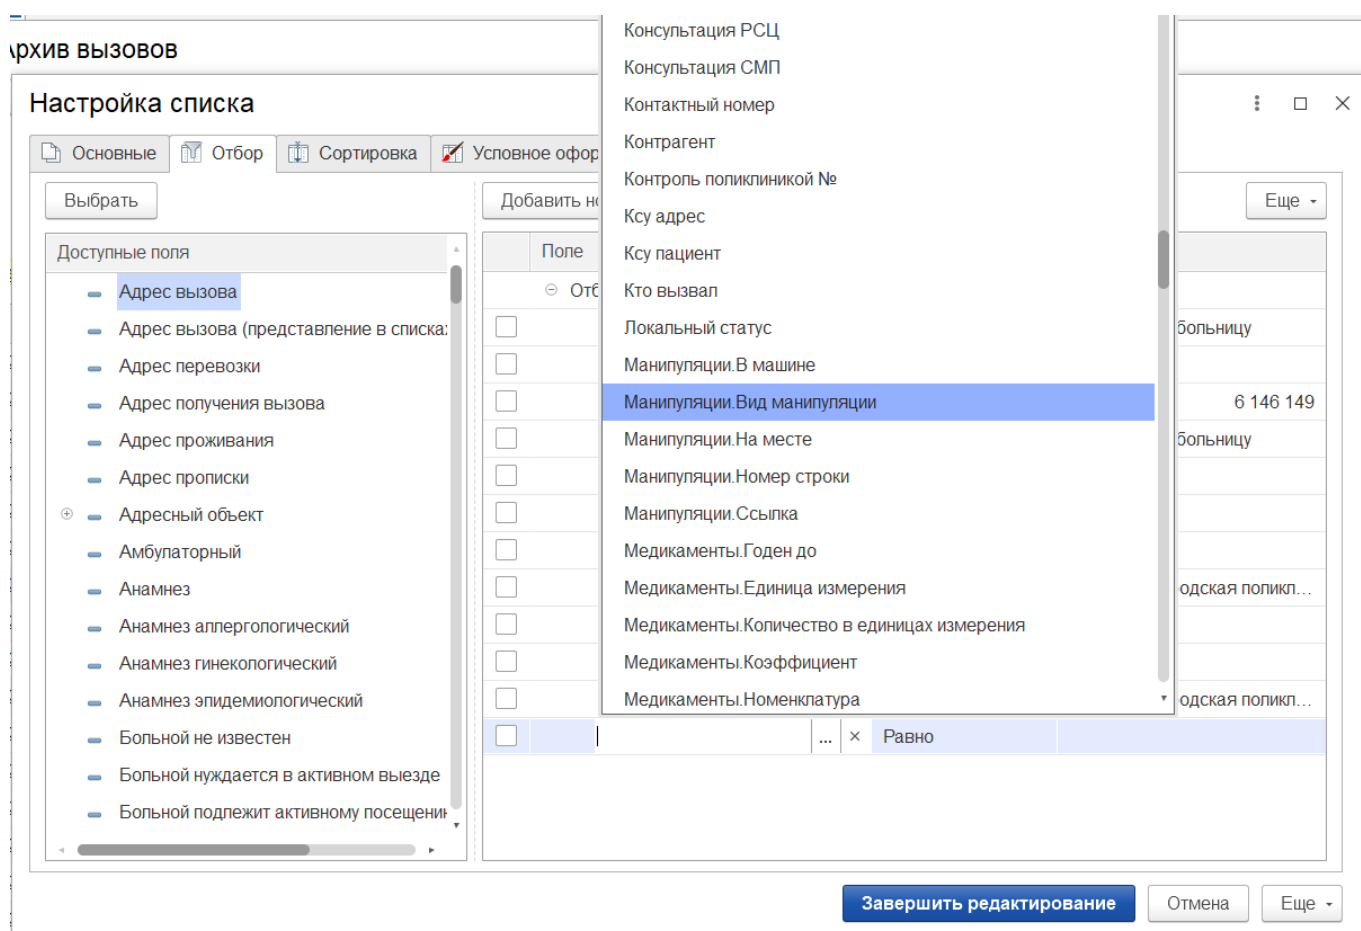 Архив вызовов
Настройка списка
Основные
Отбор
Сортировка
Условное офор
Выбрать
Доступные поля
Адрес вызова
Адрес вызова (представление в списках
Адрес перевозки
Адрес получения вызова
Адрес проживания
Адрес прописки
Адресный объект
Амбулаторный
Анамнез
Анамнез аллергологический
Анамнез гинекологический
Анамнез эпидемиологический
Больной не известен
Больной нуждается в активном выезде
Больной подлежит активному посещению
Добавить но
Еще
Поле
Отб
больницу
6 146 149
больницу
одская поликл...
одская поликл...
... × Равно
Консультация РСЦ
Консультация СМП
Контактный номер
Контрагент
Контроль поликлиникой №
Ксу адрес
Ксу пациент
Кто вызвал
Локальный статус
Манипуляции.В машине
Манипуляции.Вид манипуляции
Манипуляции.На месте
Манипуляции.Номер строки
Манипуляции.Ссылка
Медикаменты.Годен до
Медикаменты.Единица измерения
Медикаменты.Количество в единицах измерения
Медикаменты.Коэффициент
Медикаменты.Номенклатура
Завершить редактирование
Отмена
Еще